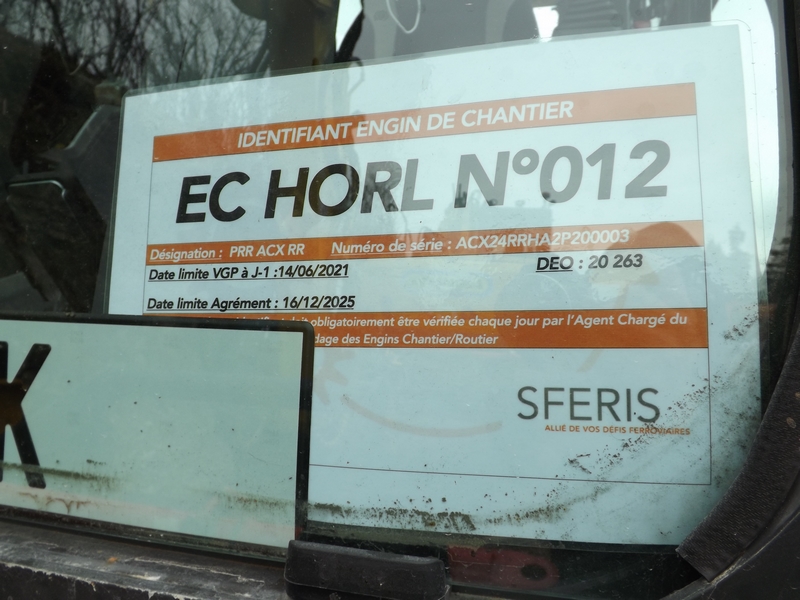 IDENTIFIANT ENGIN DE CHANTIER
EC HORL N°012
Désignation : PRR ACX RR Numéro de série : ACX24RRHA2P200003
Date limite VGP à J-1 :14/06/2021 DEO : 20 263
Date limite Agrément : 16/12/2025
obligatoirement être vérifiée chaque jour par l'Agent Chargé du
des Engins Chantier/Routier
SFERIS
ALLIÉ DE VOS DÉFIS FERROVIAIRES
K